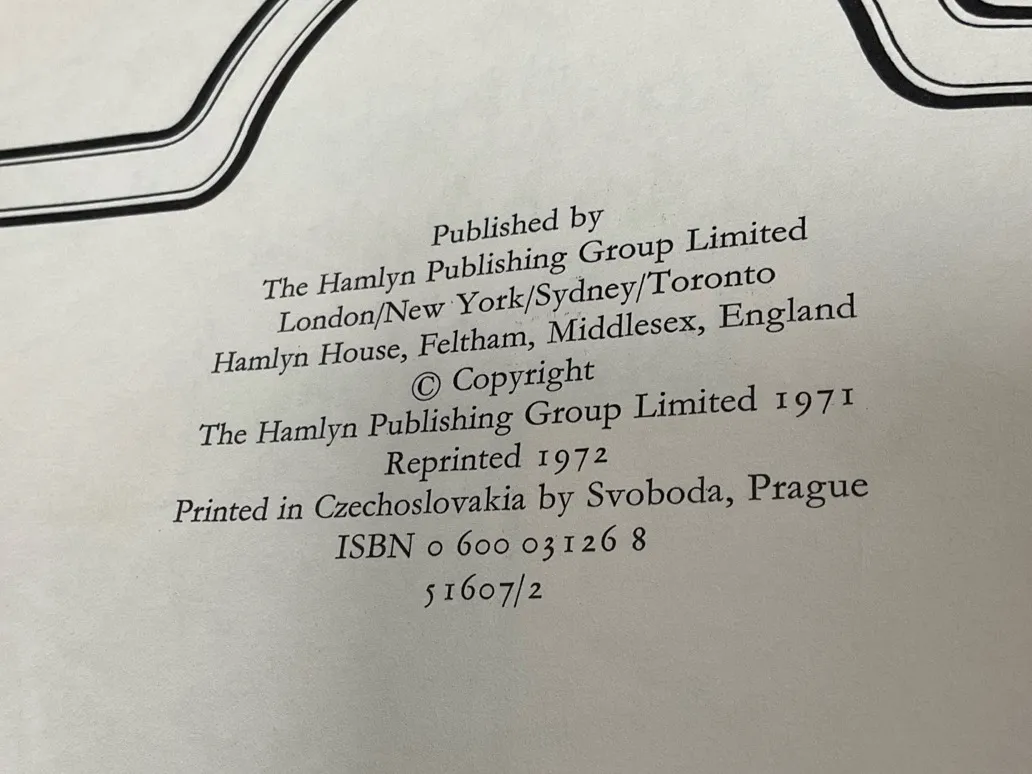 Published by
The Hamlyn Publishing Group Limited
London/New York/Sydney/Toronto
Hamlyn House, Feltham, Middlesex, England
© Copyright
The Hamlyn Publishing Group Limited 1971
Reprinted 1972
Printed in Czechoslovakia by Svoboda, Prague
ISBN 0 600 03126 8
51607/2